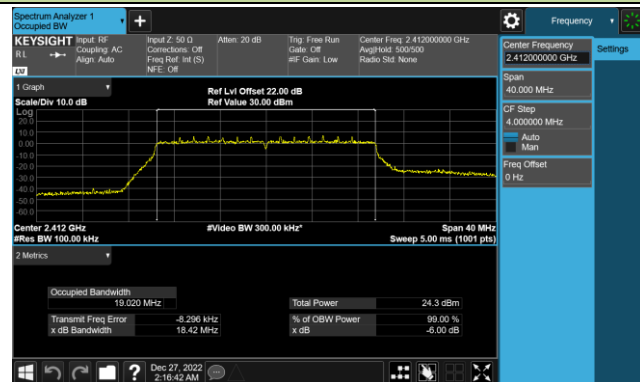 Spectrum Analyzer 1
Occupied BW
Frequency
KEYSIGHT
RL
LXI
Input: RF
Coupling: AC
Align: Auto
Input Z: 50 Ω
Corrections: Off
Freq Ref: Int (S)
NFE: Off
Atten: 20 dB
Trig: Free Run
Gate: Off
#IF Gain: Low
Center Freq: 2.412000000 GHz
Avg|Hold: 500/500
Radio Std: None
Center Frequency
2.412000000 GHz
Settings
Span
40.000 MHz
CF Step
4.000000 MHz
Auto
Man
Freq Offset
0 Hz
1 Graph
Scale/Div 10.0 dB
Ref Lvl Offset 22.00 dB
Ref Value 30.00 dBm
Log
20.0
10.0
0.00
-10.0
-20.0
-30.0
-40.0
-50.0
-60.0
Center 2.412 GHz
#Video BW 300.00 kHz*
Span 40 MHz
#Res BW 100.00 kHz
Sweep 5.00 ms (1001 pts)
2 Metrics
Occupied Bandwidth
19.020 MHz
Total Power 24.3 dBm
Transmit Freq Error -8.296 kHz
% of OBW Power 99.00 %
x dB Bandwidth 18.42 MHz
x dB -6.00 dB
?
Dec 27, 2022
2:16:42 AM